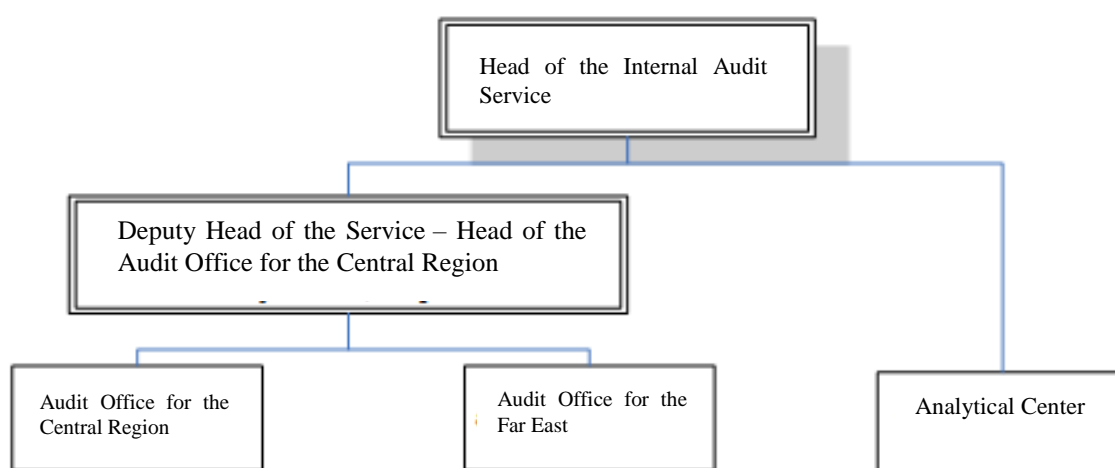 Head of the Internal Audit
Service
Deputy Head of the Service – Head of the
Audit Office for the Central Region
Audit Office for the
Central Region
Audit Office for the
Far East
Analytical Center